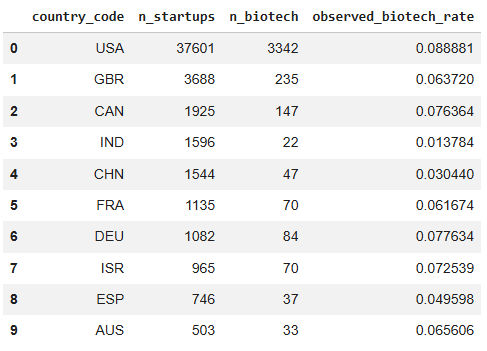 country_code n_startups n_biotech observed_biotech_rate
0 USA 37601 3342 0.088881
1 GBR 3688 235 0.063720
2 CAN 1925 147 0.076364
3 IND 1596 22 0.013784
4 CHN 1544 47 0.030440
5 FRA 1135 70 0.061674
6 DEU 1082 84 0.077634
7 ISR 965 70 0.072539
8 ESP 746 37 0.049598
9 AUS 503 33 0.065606